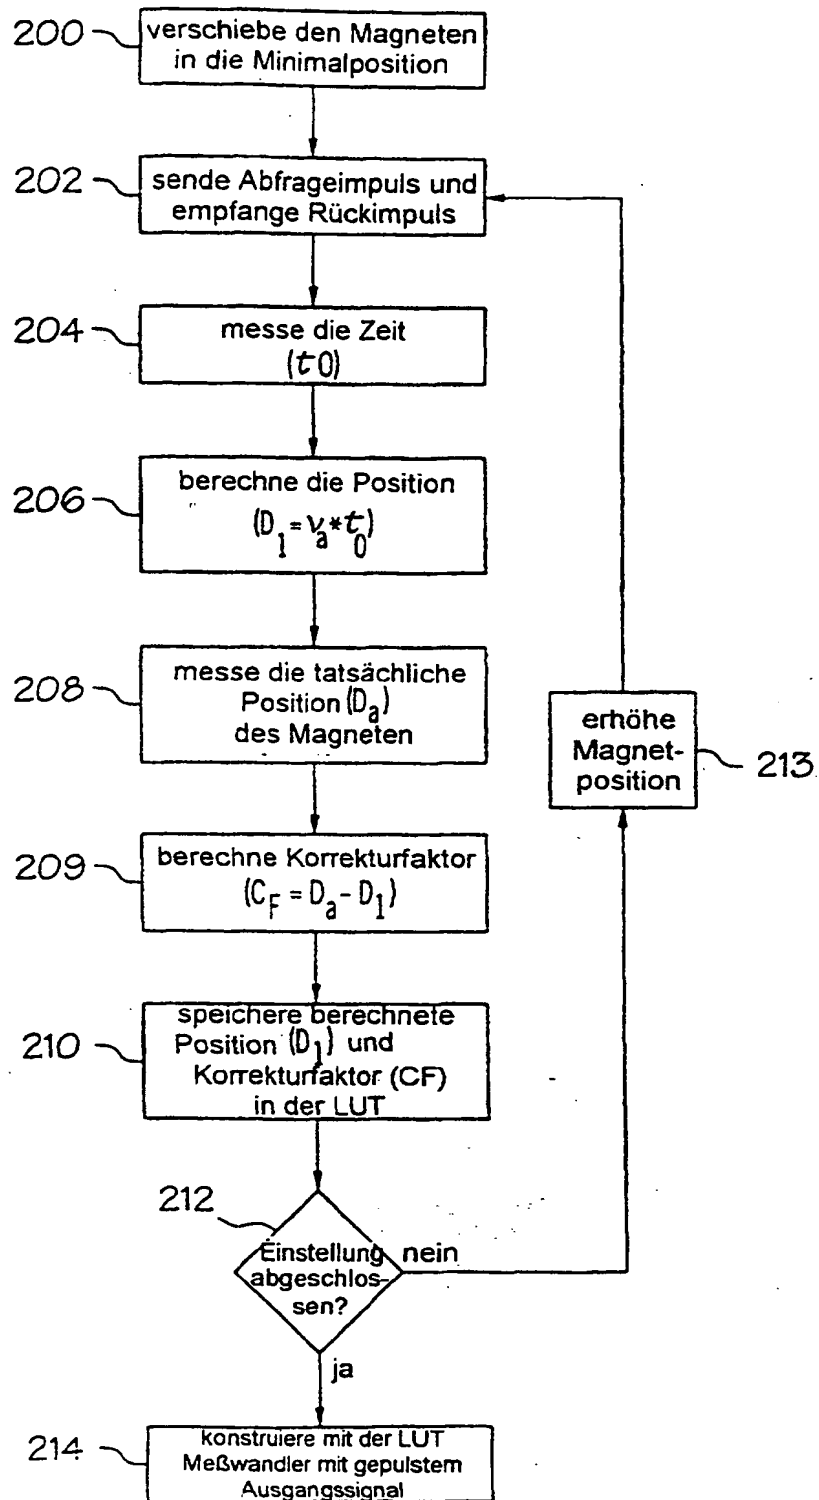 200
verschiebe den Magneten
in die Minimalposition
202
sende Abfrageimpuls und
empfange Rückimpuls
204
messe die Zeit
(t0)
206
berechne die Position
(D₁ = vₐ * t₀)
208
messe die tatsächliche
Position (Dₐ)
des Magneten
erhöhe
Magnet-
position
213
209
berechne Korrekturfaktor
(C_F = Dₐ - D₁)
210
speichere berechnete
Position (D₁) und
Korrekturfaktor (CF)
in der LUT
212
Einstellung
abgeschlos-
sen?
nein
ja
214
konstruiere mit der LUT
Meßwandler mit gepulstem
Ausgangssignal